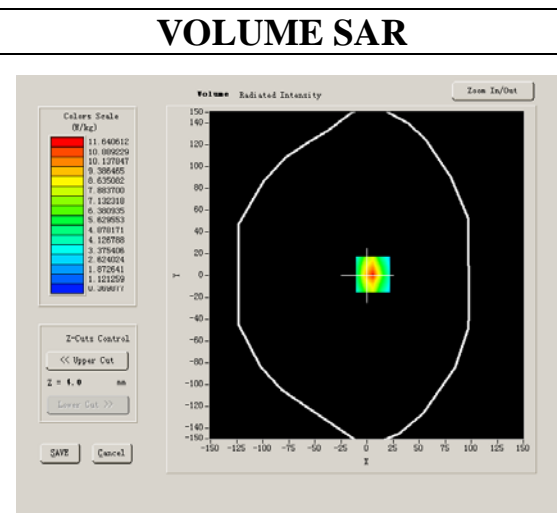 VOLUME SAR
Volume Radiated Intensity
Zoom In/Out
Colors Scale
(W/kg)
11.640612
10.889229
10.137847
9.386465
8.635082
7.883700
7.132318
6.380935
5.629553
4.878171
4.126788
3.375406
2.624024
1.872641
1.121259
Z-Cuts Control
<< Upper Cut
Z = 4.0 mm
Lower Cut >>
SAVE
Cancel
150
140
100
80
60
40
20
0
-20
-40
-60
-80
-100
-120
-140
-150
Y
-150 -125 -100 -75 -50 -25 0 25 50 75 100 125 150
X